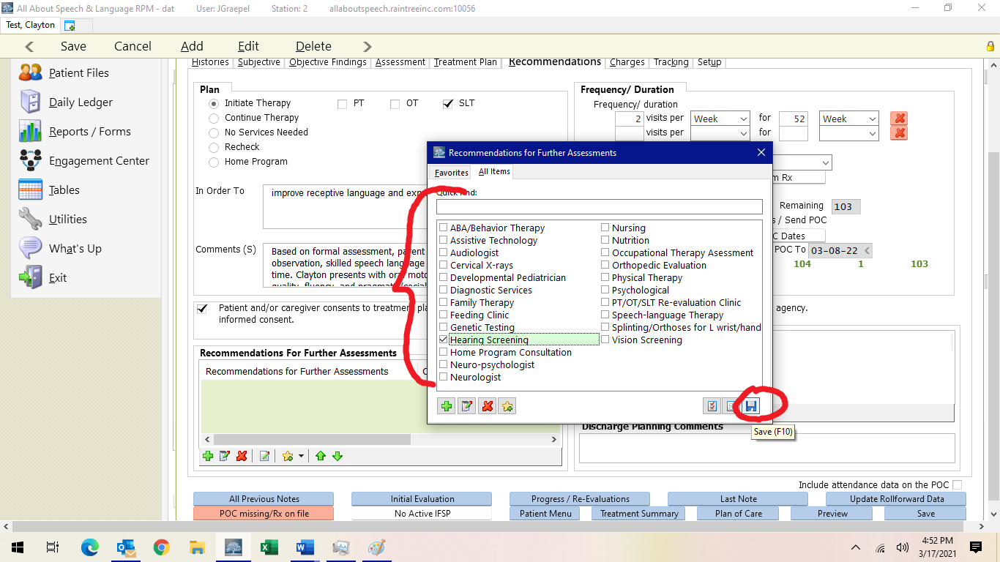 All About Speech & Language RPM - dat User: JGraepel Station: 2 allaboutspeech.raintreeinc.com:10056
Test, Clayton
Save Cancel Add Edit Delete
Patient Files
Daily Ledger
Reports / Forms
Engagement Center
Tables
Utilities
What's Up
Exit
Histories Subjective Objective Findings Assessment Treatment Plan Recommendations Charges Tracking Setup
Plan
Initiate Therapy PT OT SLT
Continue Therapy
No Services Needed
Recheck
Home Program
In Order To improve receptive language and
Comments (S) Based on formal assessment, parent
observation, skilled speech language
time. Clayton presents with oral
quality, fluency, and
Patient and/or caregiver consents to treatment
informed consent.
agency.
Frequency/ Duration
Frequency/ duration
2 visits per Week for 52 Week
visits per for
Rx
Remaining 103
/ Send POC
Dates
POC To 03-08-22
104 1 103
Recommendations for Further Assessments
Favorites All Items
Quick Find:
ABA/Behavior Therapy
Assistive Technology
Audiologist
Cervical X-rays
Developmental Pediatrician
Diagnostic Services
Family Therapy
Feeding Clinic
Genetic Testing
Hearing Screening
Home Program Consultation
Neuro-psychologist
Neurologist
Nursing
Nutrition
Occupational Therapy Asessment
Orthopedic Evaluation
Physical Therapy
Psychological
PT/OT/SLT Re-evaluation Clinic
Speech-language Therapy
Splinting/Orthoses for L wrist/hand
Vision Screening
Save (F10)
Recommendations For Further Assessments
Recommendations for Further Assessments
Discharge Planning Comments
Include attendance data on the POC
All Previous Notes Initial Evaluation Progress / Re-Evaluations Last Note Update Rollforward Data
POC missing/Rx on file No Active IFSP Patient Menu Treatment Summary Plan of Care Preview Save
4:52 PM
3/17/2021